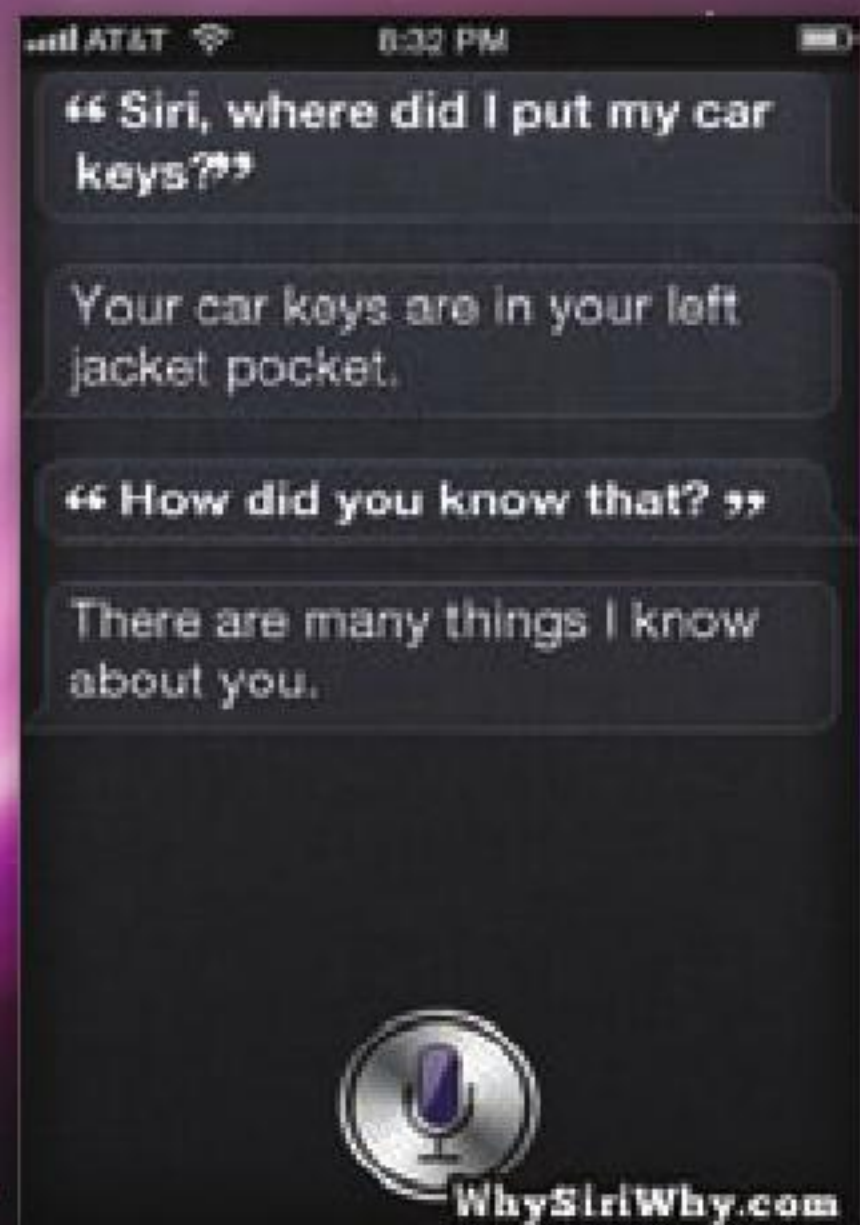 AT&T 8:32 PM
“ Siri, where did I put my car
keys?”
Your car keys are in your left
jacket pocket.
“ How did you know that? ”
There are many things I know
about you.
WhySiriWhy.com